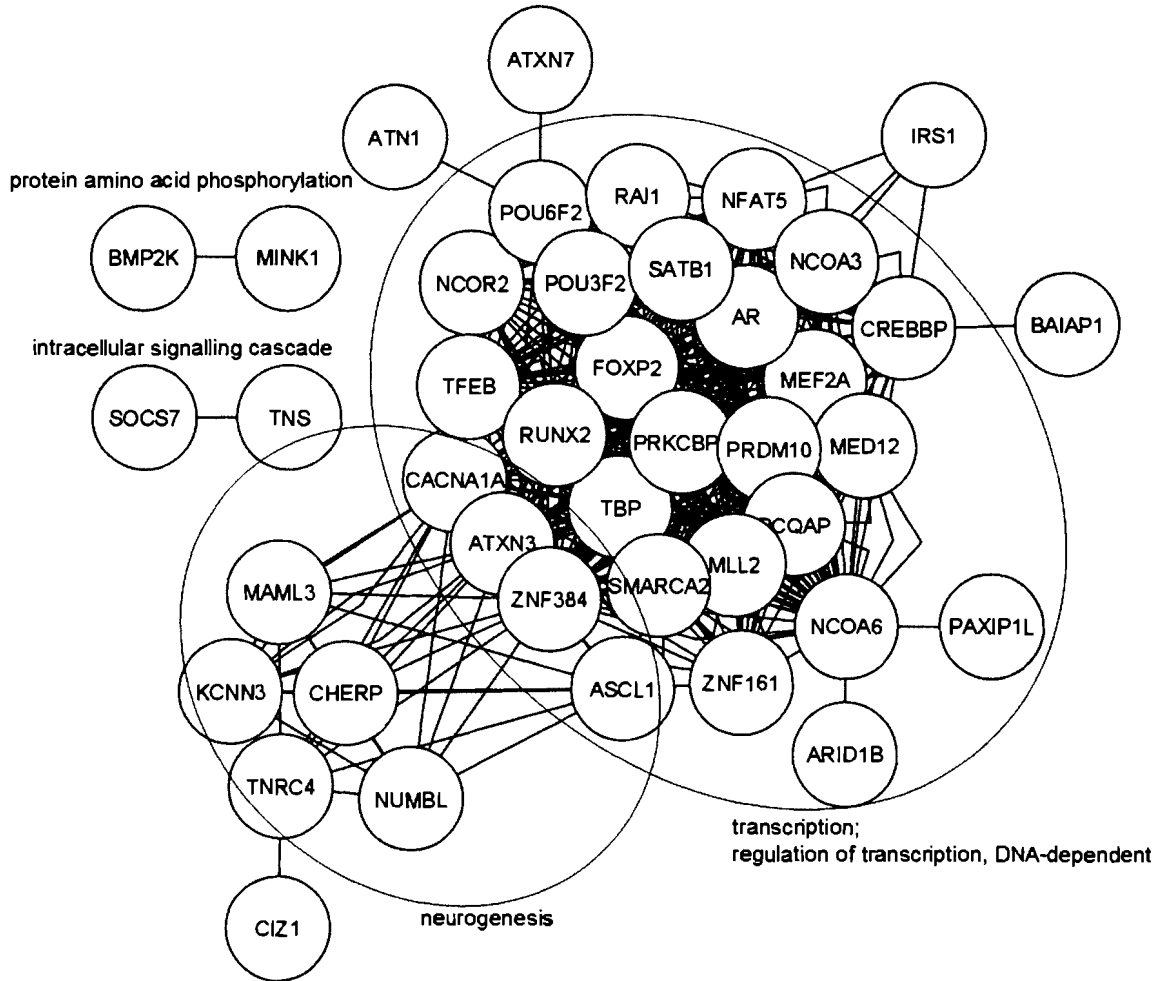 ATXN7
ATN1
IRS1
protein amino acid phosphorylation
POU6F2
RAI1
NFAT5
BMP2K
MINK1
NCOR2
POU3F2
SATB1
NCOA3
AR
CREBBP
BAIAP1
intracellular signalling cascade
TFEB
FOXP2
MEF2A
SOCS7
TNS
RUNX2
PRKCBP
PRDM10
MED12
CACNA1A
TBP
PCQAP
ATXN3
MAML3
ZNF384
SMARCA2
MLL2
NCOA6
PAXIP1L
KCNN3
CHERP
ASCL1
ZNF161
ARID1B
TNRC4
NUMBL
transcription;
regulation of transcription, DNA-dependent
neurogenesis
CIZ1